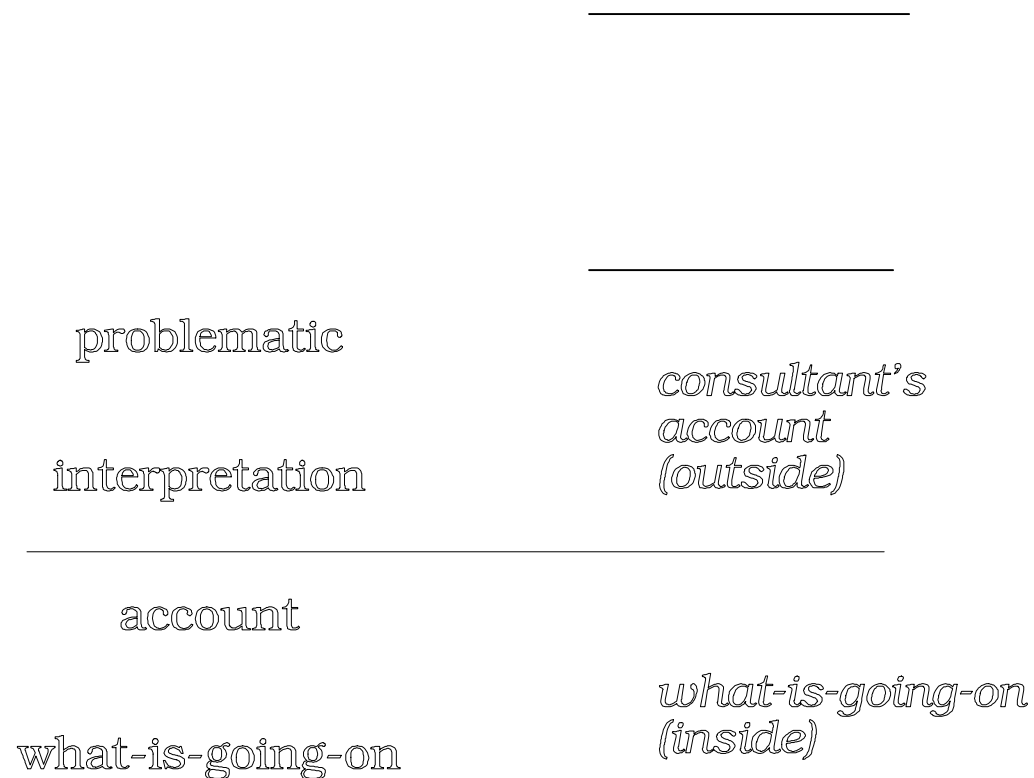 problematic
consultant's
account
(outside)
interpretation
account
what-is-going-on
(inside)
what-is-going-on